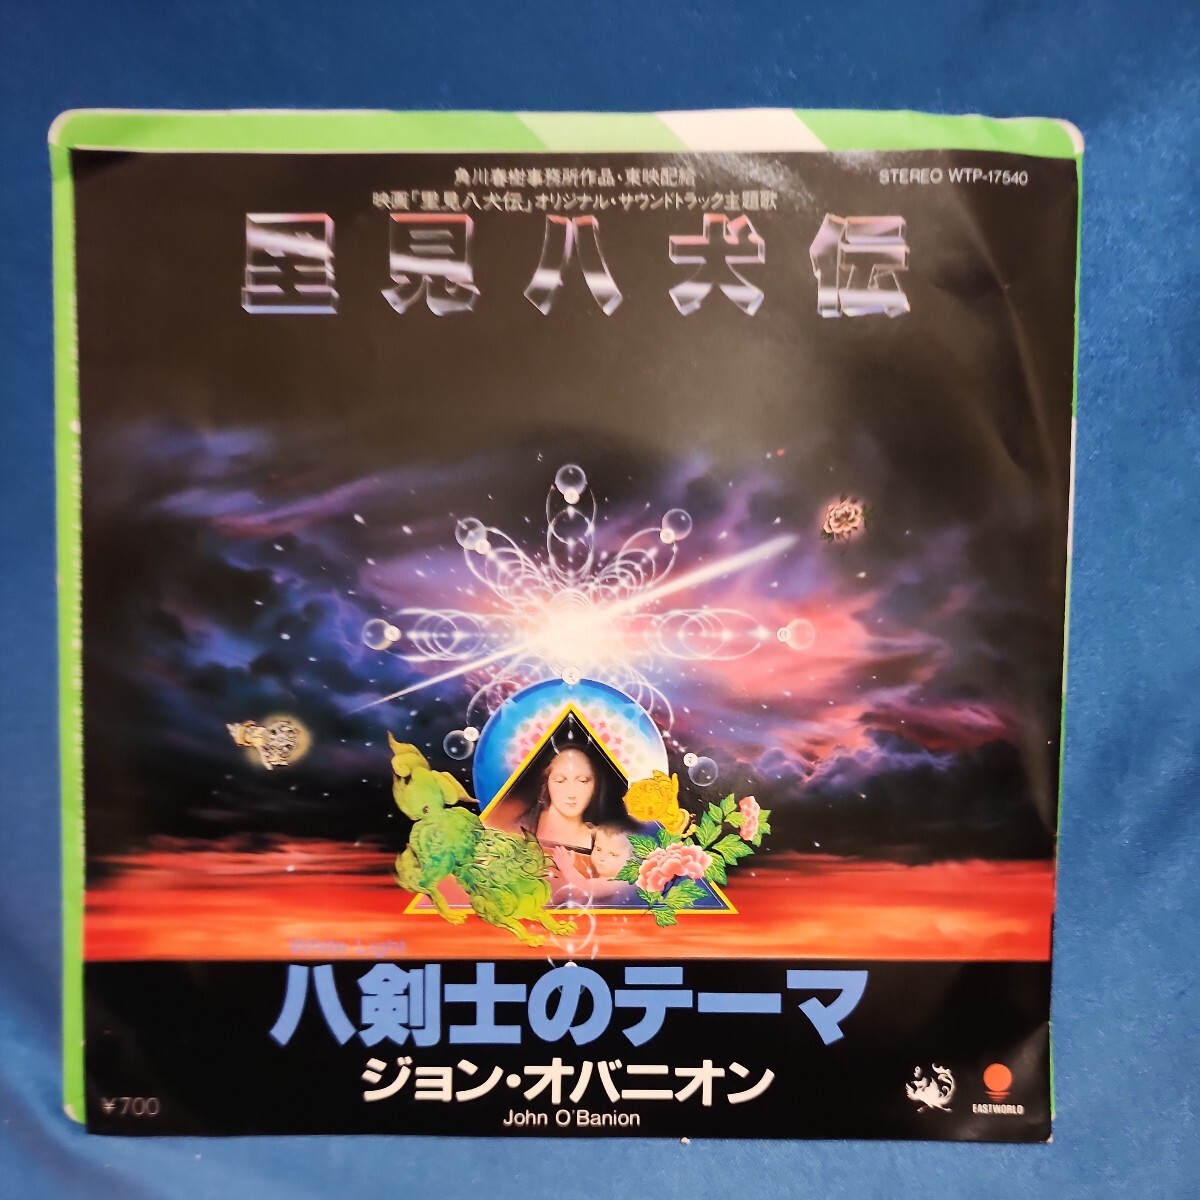 角川春樹事務所作品・東映配給
映画「里見八犬伝」オリジナル・サウンドトラック主題歌
STEREO WTP-17540
里見八犬伝
White Light
八剣士のテーマ
ジョン・オバニオン
John O'Banion
¥700
EASTWORLD